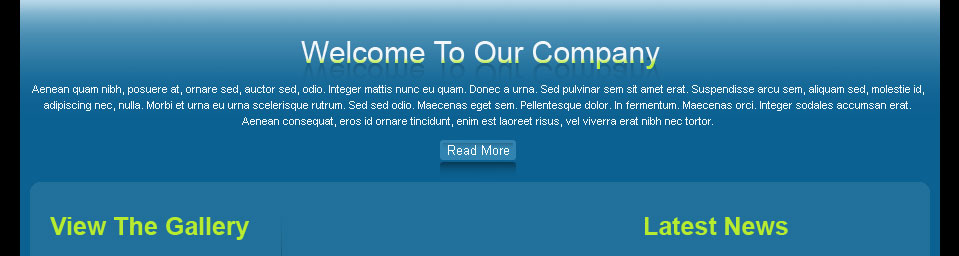 Welcome To Our Company
Aenean quam nibh, posuere at, ornare sed, auctor sed, odio. Integer mattis nunc eu quam. Donec a urna. Sed pulvinar sem sit amet erat. Suspendisse arcu sem, aliquam sed, molestie id,
adipiscing nec, nulla. Morbi et urna eu urna scelerisque rutrum. Sed sed odio. Maecenas eget sem. Pellentesque dolor. In fermentum. Maecenas orci. Integer sodales accumsan erat.
Aenean consequat, eros id ornare tincidunt, enim est laoreet risus, vel viverra erat nibh nec tortor.
Read More
View The Gallery
Latest News